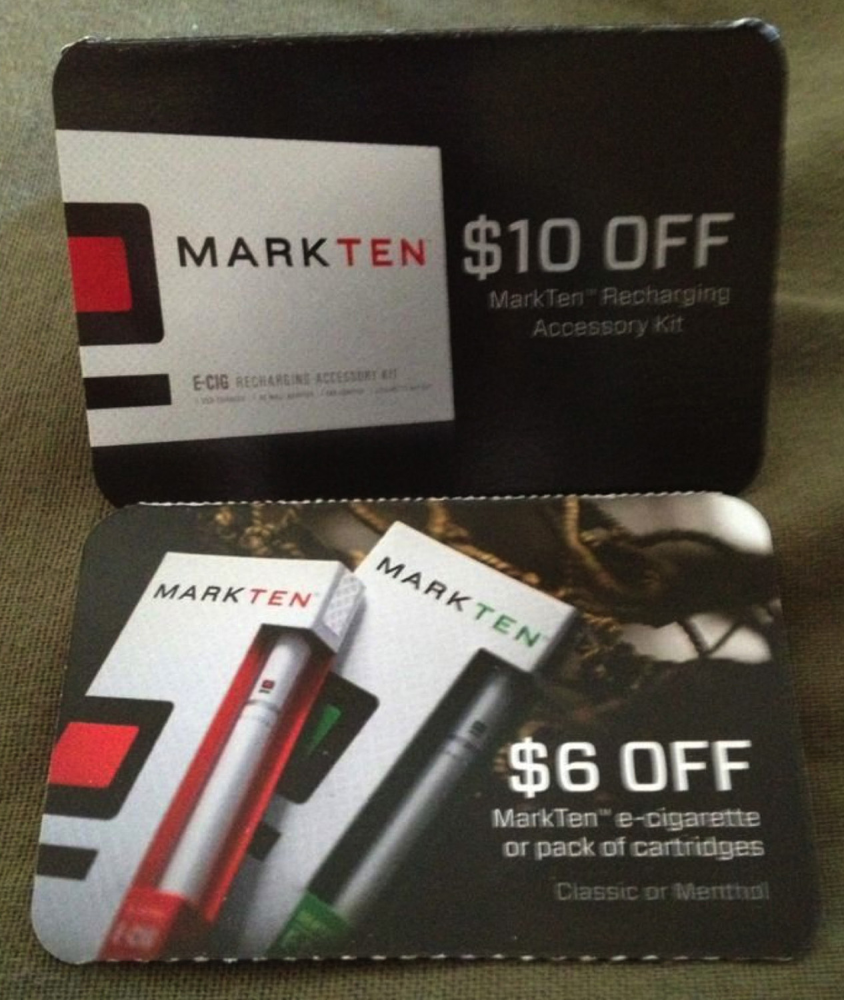 MARKTEN™
$10 OFF
MarkTen™ Recharging
Accessory Kit
E-CIG RECHARGING ACCESSORY KIT
MARKTEN
MARKTEN
$6 OFF
MarkTen™ e-cigarette
or pack of cartridges
Classic or Menthol